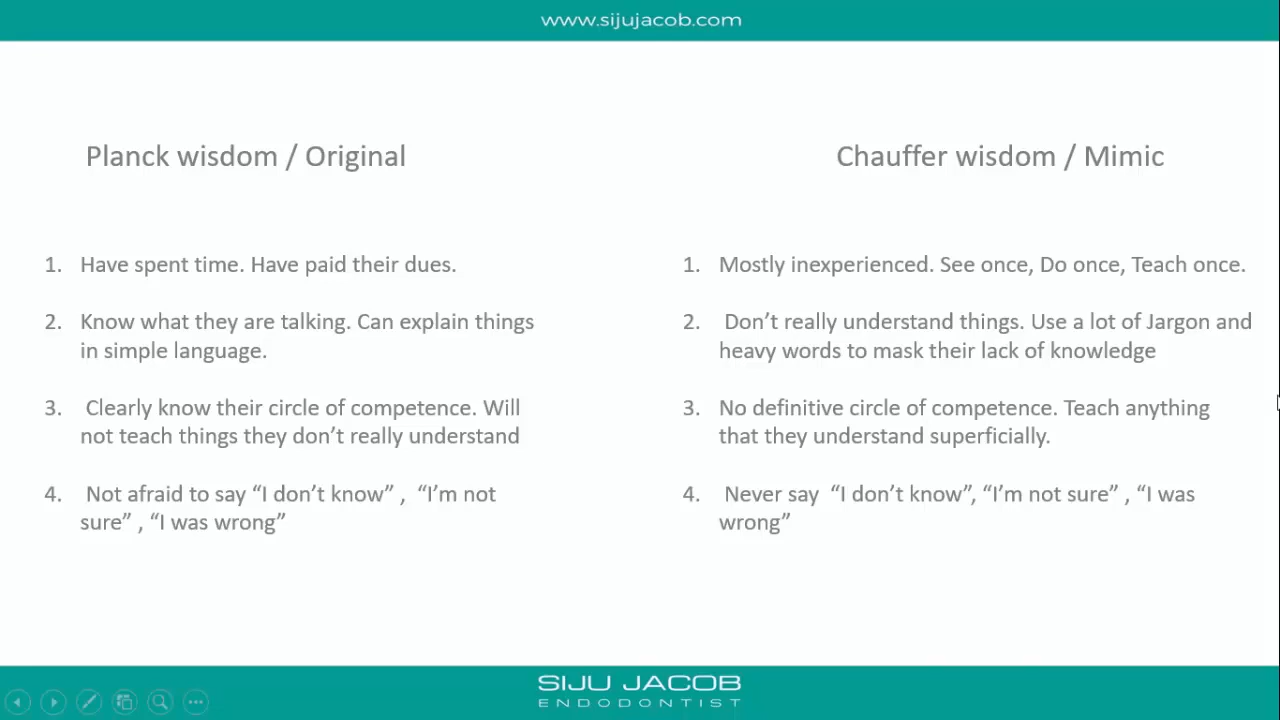 www.sijujacob.com
Planck wisdom / Original
1. Have spent time. Have paid their dues.
2. Know what they are talking. Can explain things
in simple language.
3. Clearly know their circle of competence. Will
not teach things they don’t really understand
4. Not afraid to say “I don’t know” , “I’m not
sure” , “I was wrong”
Chauffer wisdom / Mimic
1. Mostly inexperienced. See once, Do once, Teach once.
2. Don’t really understand things. Use a lot of Jargon and
heavy words to mask their lack of knowledge
3. No definitive circle of competence. Teach anything
that they understand superficially.
4. Never say “I don’t know”, “I’m not sure” , “I was
wrong”
SIJU JACOB
ENDODONTIST